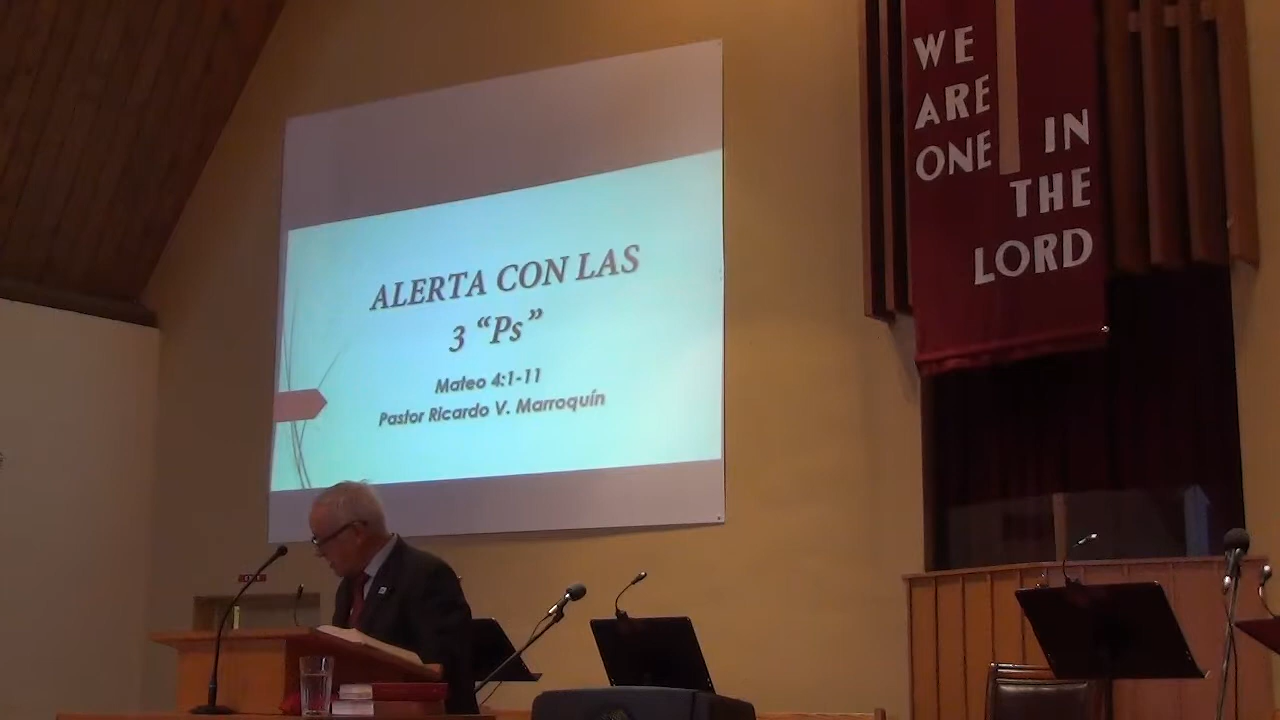 ALERTA CON LAS
3 “Ps”
Mateo 4:1-11
Pastor Ricardo V. Marroquín
WE
ARE
ONE
IN
THE
LORD